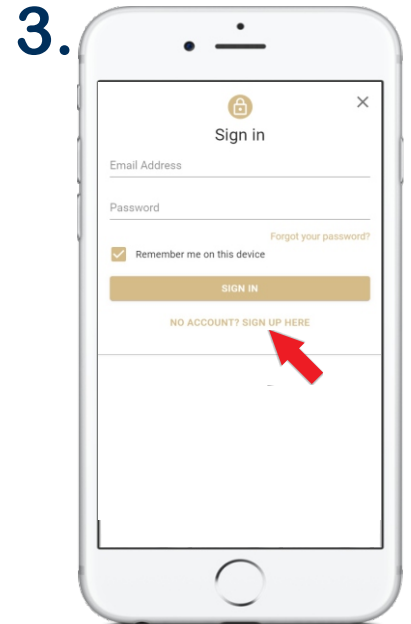 3.
Sign in
Email Address
Password
Forgot your password?
Remember me on this device
SIGN IN
NO ACCOUNT? SIGN UP HERE